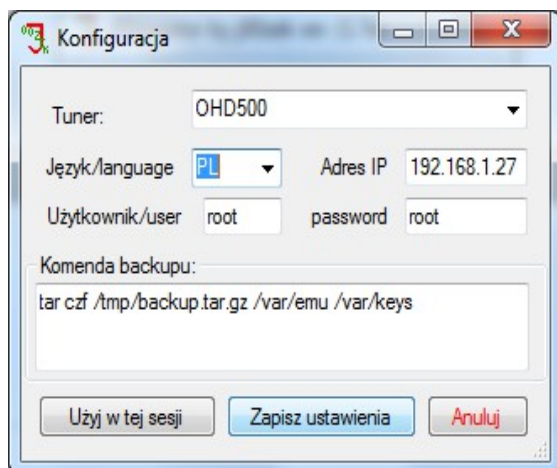 Konfiguracja
Tuner: OHD500
Język/language PL Adres IP 192.168.1.27
Użytkownik/user root password root
Komenda backupu:
tar czf /tmp/backup.tar.gz /var/emu /var/keys
Użyj w tej sesji Zapisz ustawienia Anuluj